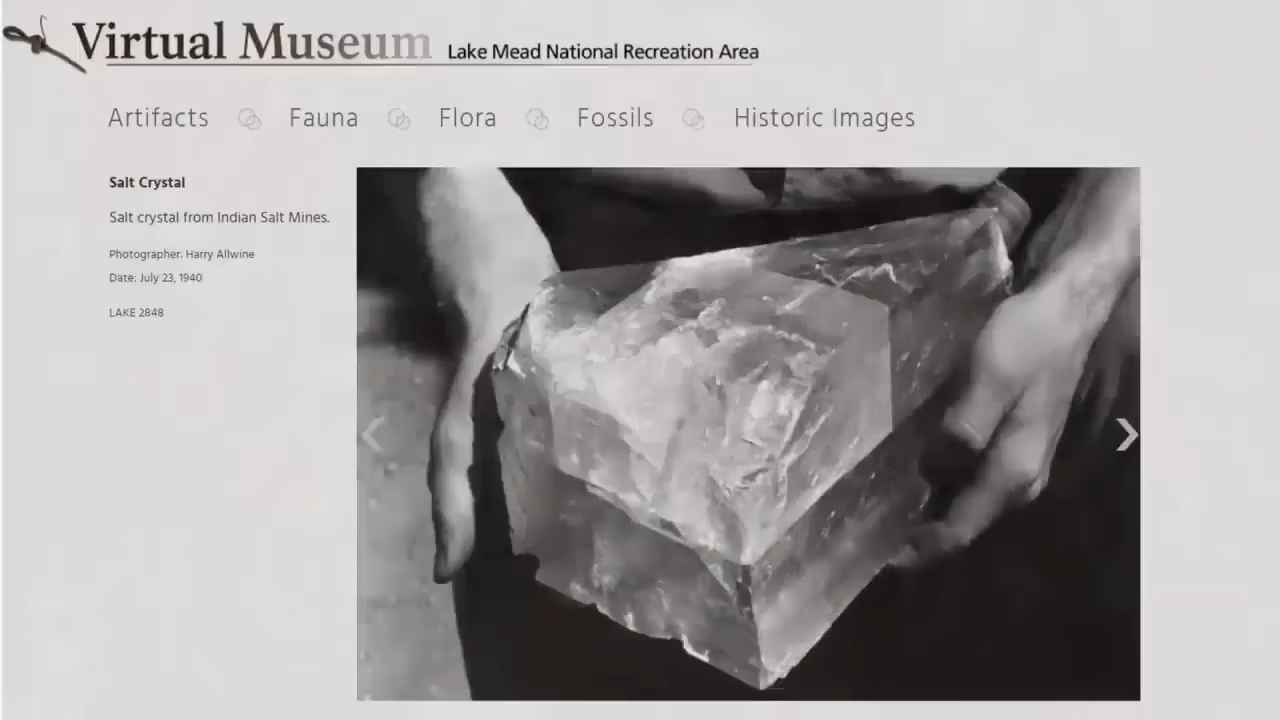 Virtual Museum Lake Mead National Recreation Area
Artifacts Fauna Flora Fossils Historic Images
Salt Crystal
Salt crystal from Indian Salt Mines.
Photographer: Harry Allwine
Date: July 23, 1940
LAKE 2848